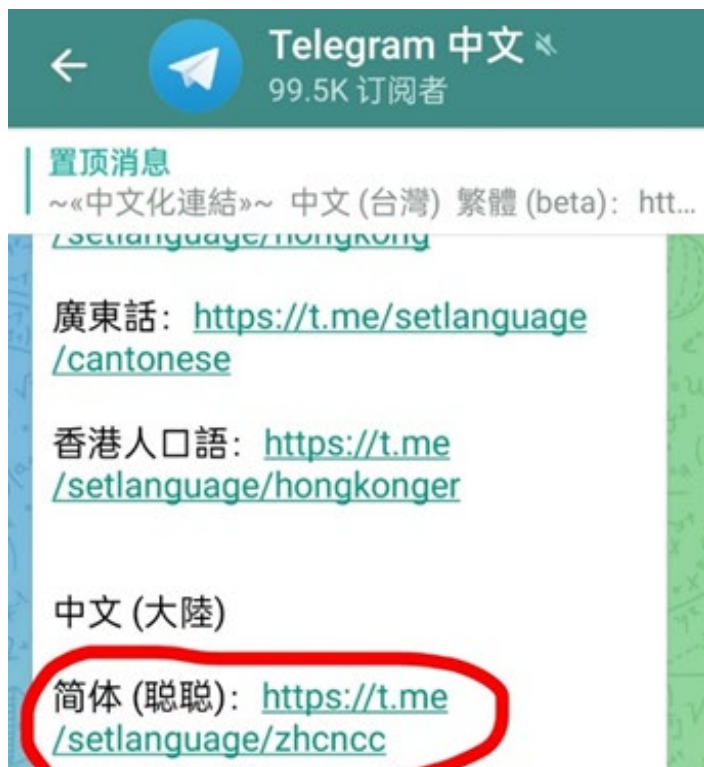 Telegram 中文
99.5K 订阅者
置顶消息
~«中文化連結»~ 中文 (台灣) 繁體 (beta): htt...
/setlanguage/hongkong
廣東話: https://t.me/setlanguage
/cantonese
香港人口語: https://t.me
/setlanguage/hongkonger
中文 (大陸)
简体 (聪聪): https://t.me
/setlanguage/zhcncc